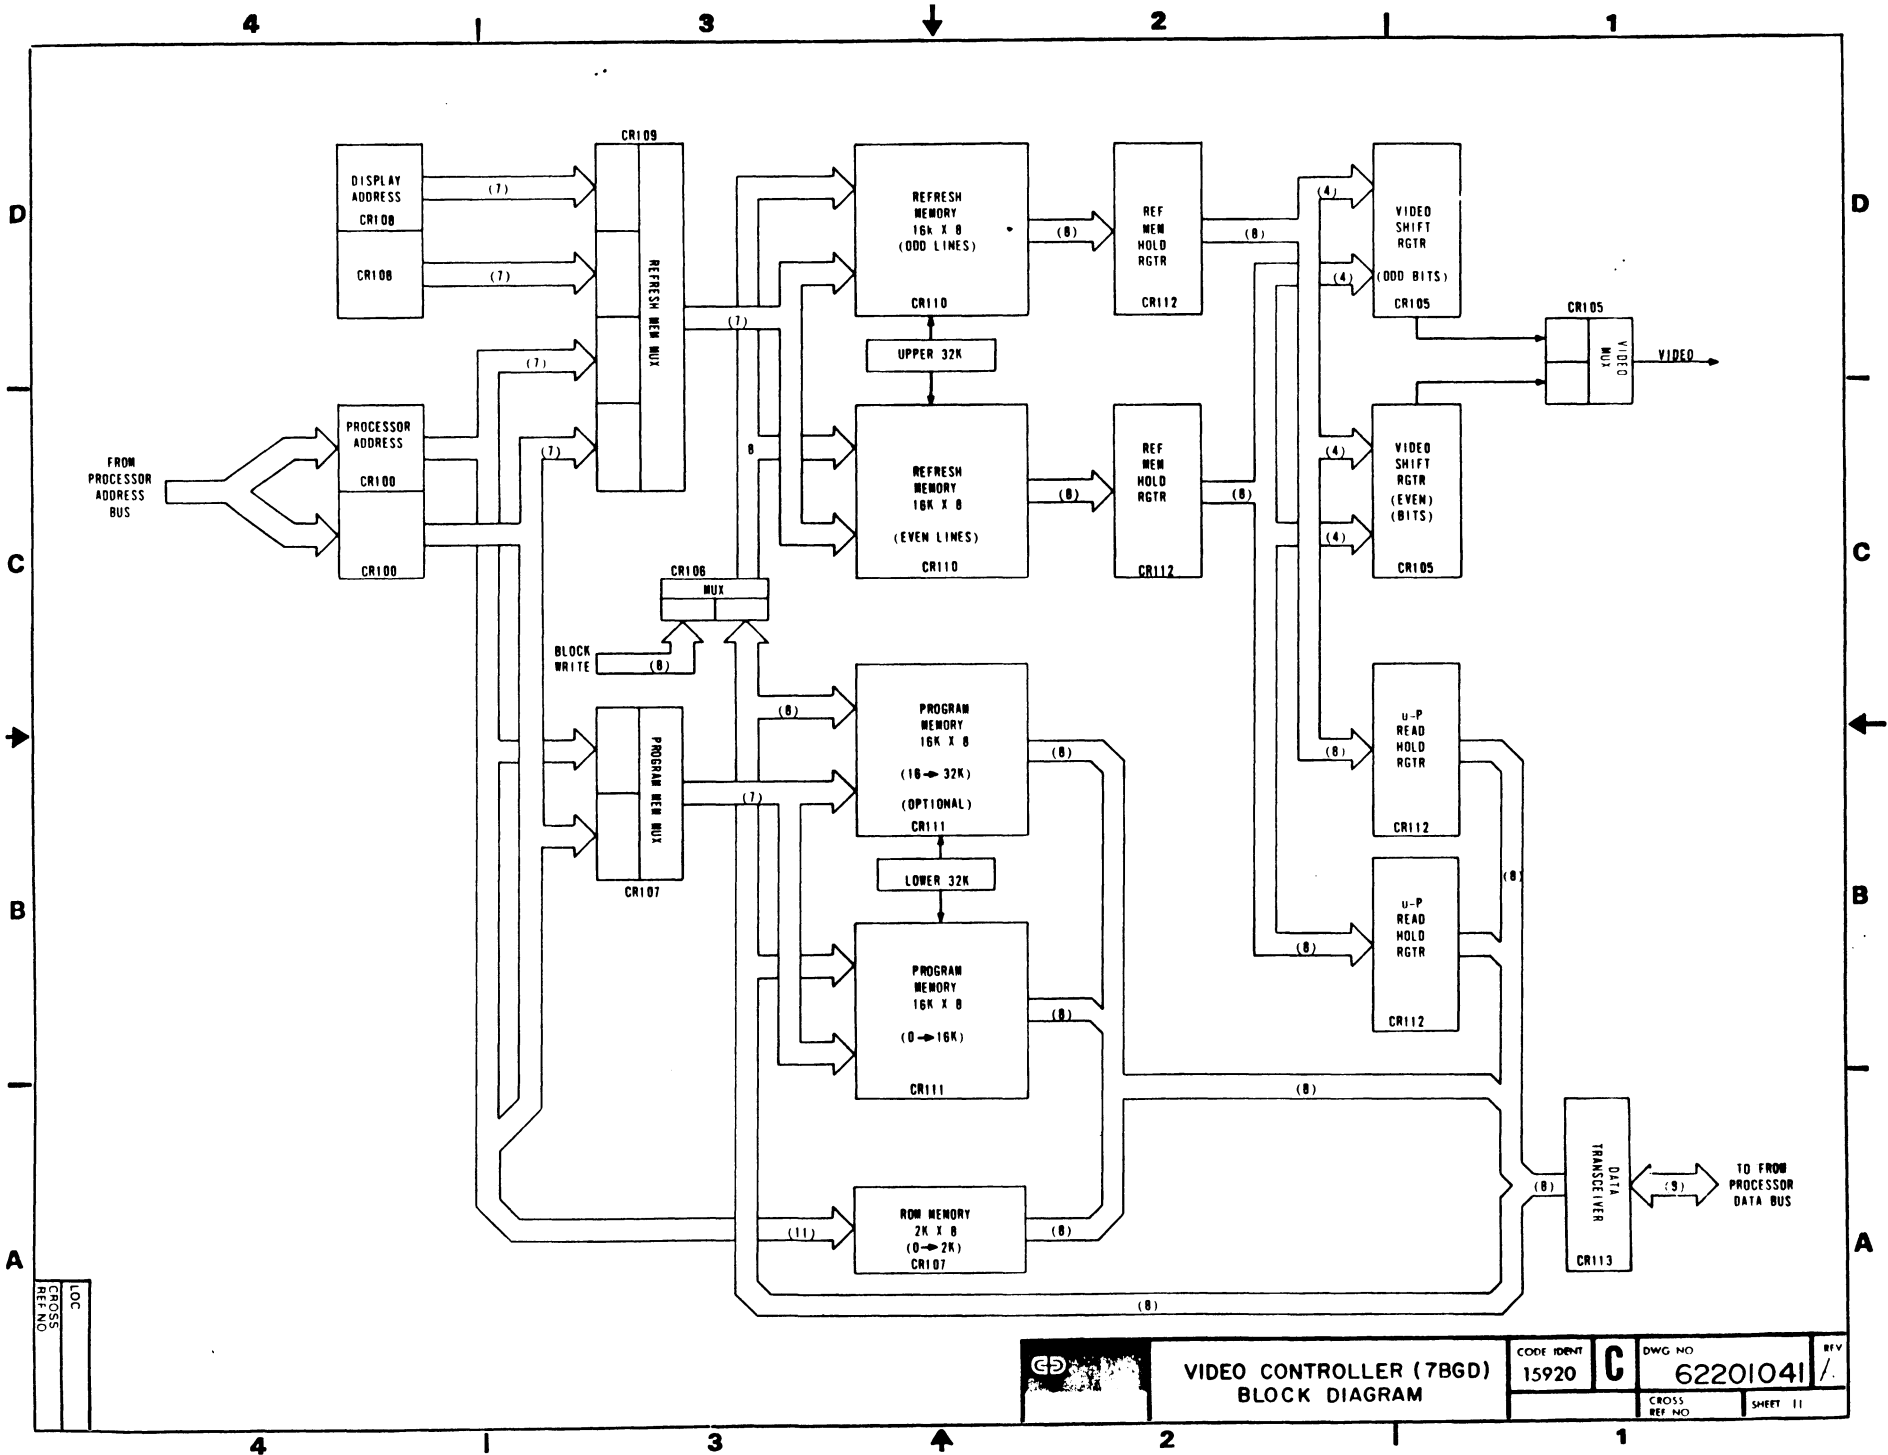 4 3 2 1
D
C
B
A
D
C
B
A
CR109
DISPLAY
ADDRESS
CR108
CR108
(7)
(7)
(7)
(7)
REFRESH MEM MUX
(7)
REFRESH
MEMORY
16k X 8
(ODD LINES)
CR110
(8)
REF
MEM
HOLD
RGTR
CR112
(8)
(4)
(4)
VIDEO
SHIFT
RGTR
(ODD BITS)
CR105
CR105
VIDEO
MUX
VIDEO
UPPER 32K
FROM
PROCESSOR
ADDRESS
BUS
PROCESSOR
ADDRESS
CR100
CR100
8
REFRESH
MEMORY
16K X 8
(EVEN LINES)
CR110
(8)
REF
MEM
HOLD
RGTR
CR112
(8)
(4)
(4)
VIDEO
SHIFT
RGTR
(EVEN)
(BITS)
CR105
CR106
MUX
BLOCK
WRITE
(8)
(8)
PROGRAM MEM MUX
CR107
(7)
PROGRAM
MEMORY
16K X 8
(16→32K)
(OPTIONAL)
CR111
(8)
LOWER 32K
(8)
u-P
READ
HOLD
RGTR
CR112
(8)
(8)
u-P
READ
HOLD
RGTR
CR112
PROGRAM
MEMORY
16K X 8
(0→16K)
CR111
(8)
(8)
(11)
ROM MEMORY
2K X 8
(0→2K)
CR107
(8)
(8)
DATA
TRANSCEIVER
CR113
(9)
TO FROM
PROCESSOR
DATA BUS
(8)
LOC
CROSS
REF NO
VIDEO CONTROLLER (7BGD)
BLOCK DIAGRAM
CODE IDENT
15920
C
DWG NO
62201041
REV
CROSS
REF NO
SHEET 11
4 3 2 1